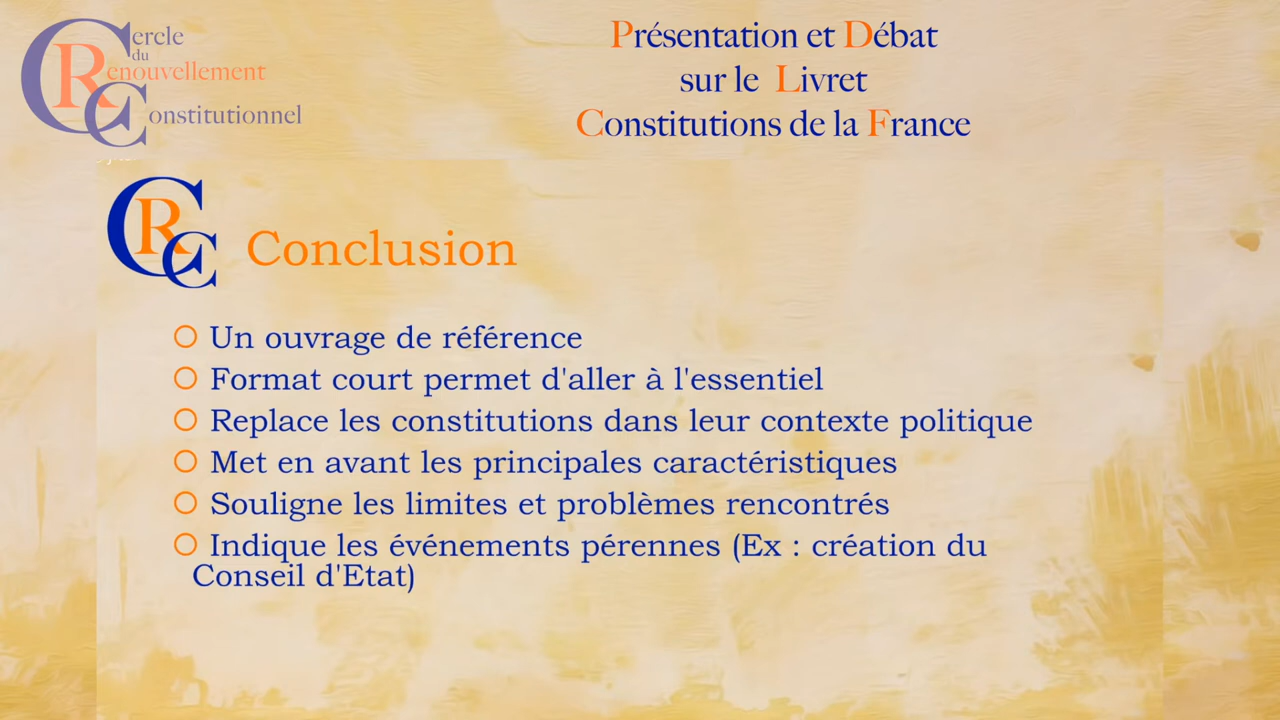 Cercle
du
Renouvellement
Constitutionnel
Présentation et Débat
sur le Livret
Constitutions de la France
CRC
Conclusion
Un ouvrage de référence
Format court permet d'aller à l'essentiel
Replace les constitutions dans leur contexte politique
Met en avant les principales caractéristiques
Souligne les limites et problèmes rencontrés
Indique les événements pérennes (Ex : création du
Conseil d'Etat)